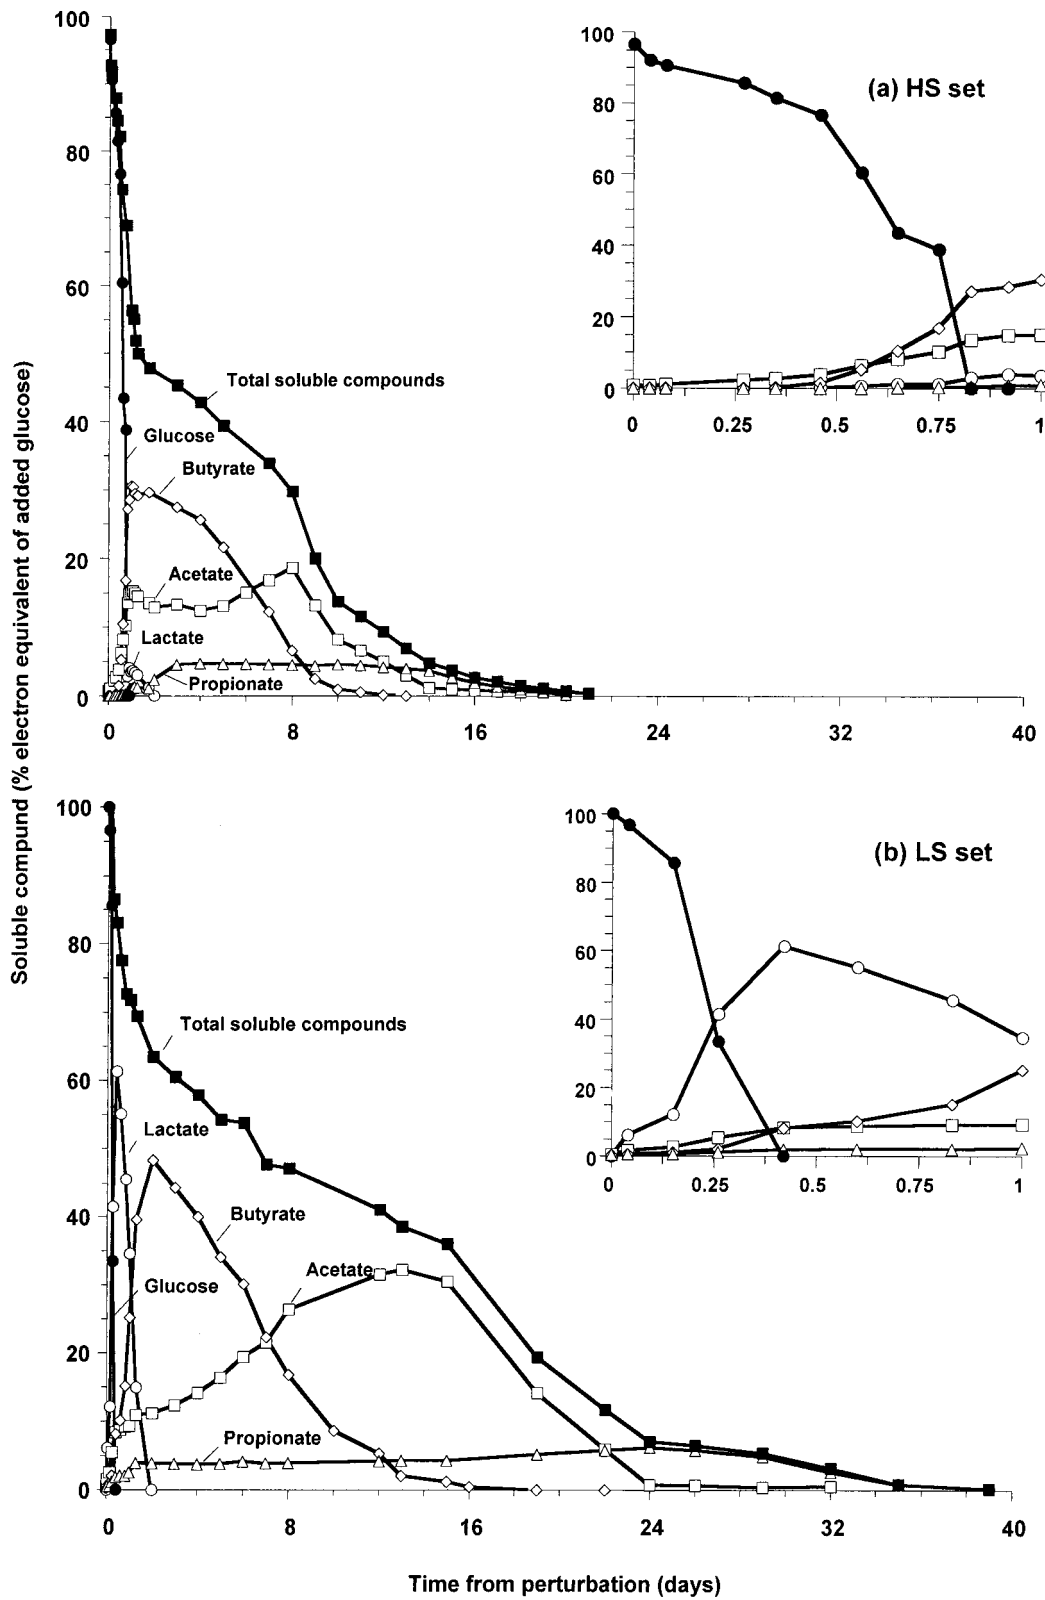 Soluble compund (% electron equivalent of added glucose)
100
80
60
40
20
0
0
8
16
24
32
40
Total soluble compounds
Glucose
Butyrate
Acetate
Lactate
Propionate
(a) HS set
100
80
60
40
20
0
0
0.25
0.5
0.75
1
100
80
60
40
20
0
0
8
16
24
32
40
Total soluble compounds
Lactate
Butyrate
Acetate
Glucose
Propionate
(b) LS set
100
80
60
40
20
0
0
0.25
0.5
0.75
1
Time from perturbation (days)